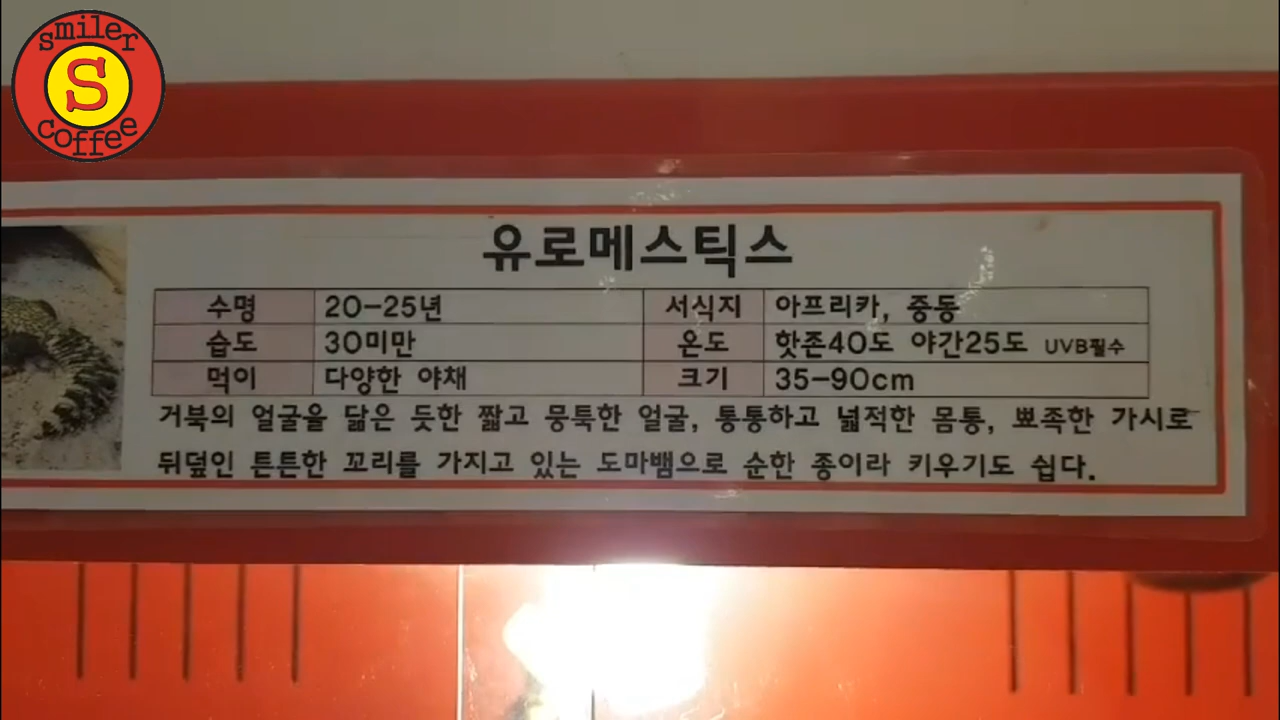 smiler
S
coffee
유로메스틱스
수명 20-25년 서식지 아프리카, 중동
습도 30미만 온도 핫존40도 야간25도 UVB필수
먹이 다양한 야채 크기 35-90cm
거북의 얼굴을 닮은 듯한 짧고 뭉툭한 얼굴, 통통하고 넓적한 몸통, 뾰족한 가시로
뒤덮인 튼튼한 꼬리를 가지고 있는 도마뱀으로 순한 종이라 키우기도 쉽다.